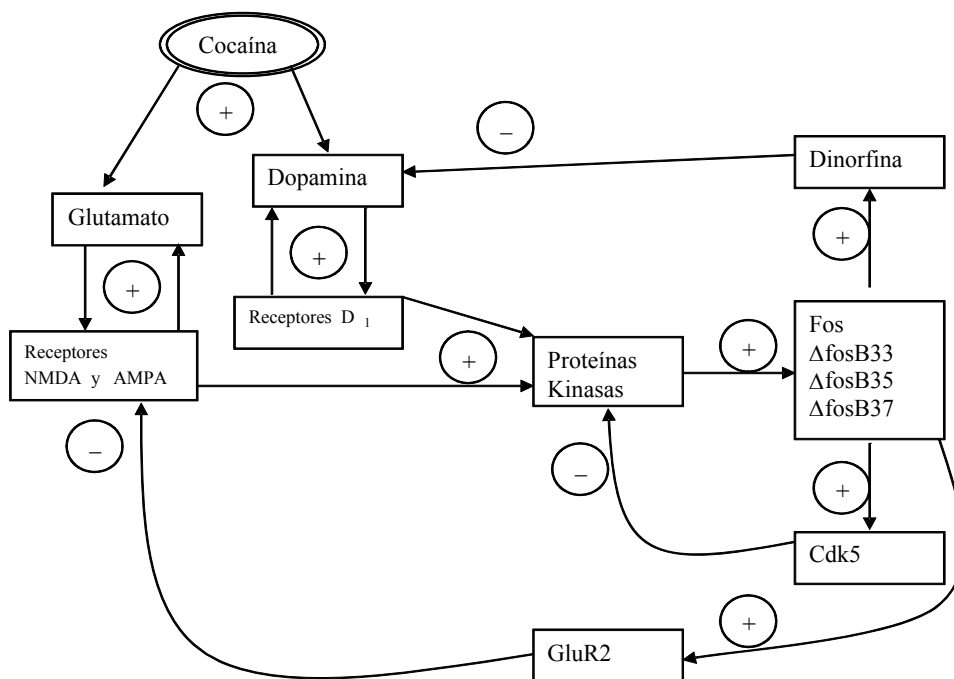 Cocaína
+
−
Dopamina
Dinorfina
Glutamato
+
+
+
Receptores D 1
Fos
ΔfosB33
ΔfosB35
ΔfosB37
Receptores
NMDA y AMPA
+
Proteínas
Kinasas
+
−
−
+
Cdk5
+
GluR2